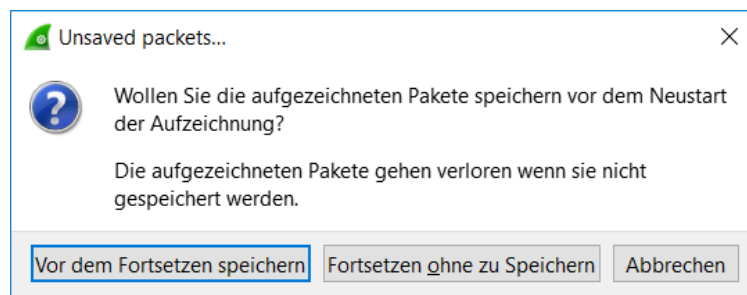 Unsaved packets...
Wollen Sie die aufgezeichneten Pakete speichern vor dem Neustart
der Aufzeichnung?
Die aufgezeichneten Pakete gehen verloren wenn sie nicht
gespeichert werden.
Vor dem Fortsetzen speichern Fortsetzen ohne zu Speichern Abbrechen